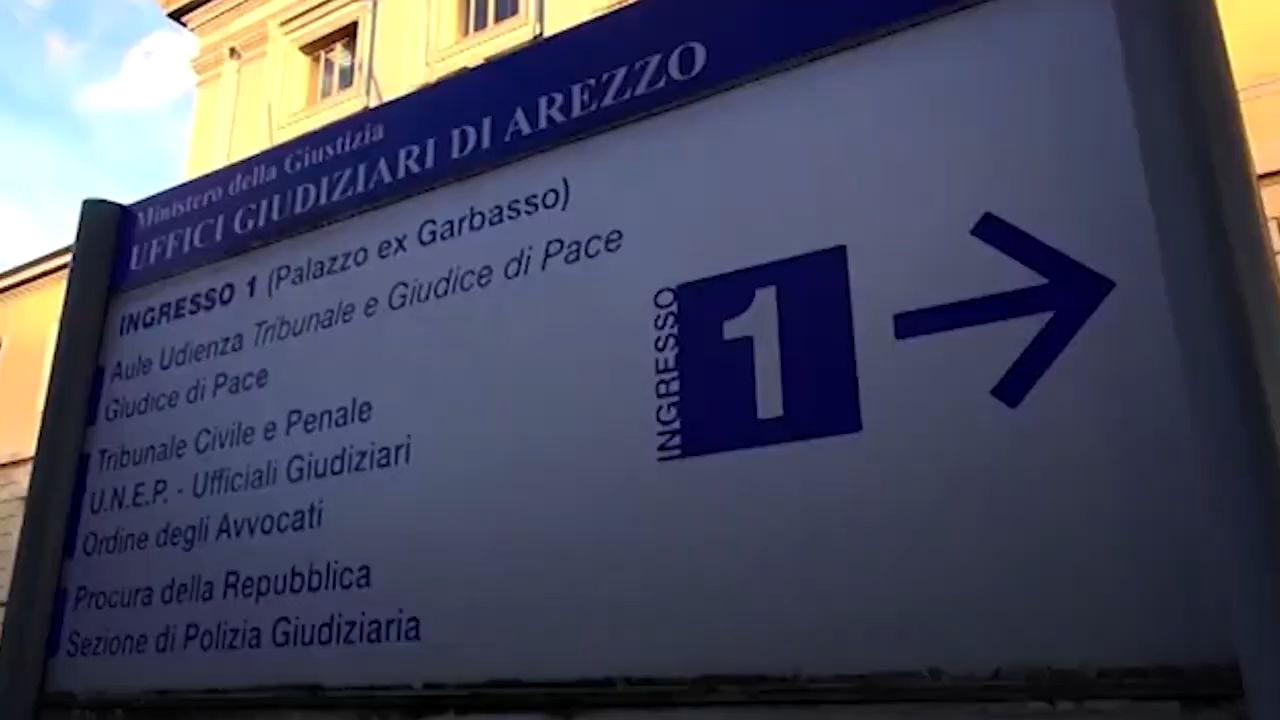 Ministero della Giustizia
UFFICI GIUDIZIARI DI AREZZO
INGRESSO 1 (Palazzo ex Garbasso)
Aule Udienza Tribunale e Giudice di Pace
Giudice di Pace
Tribunale Civile e Penale
U.N.E.P. - Ufficiali Giudiziari
Ordine degli Avvocati
Procura della Repubblica
Sezione di Polizia Giudiziaria
INGRESSO
1